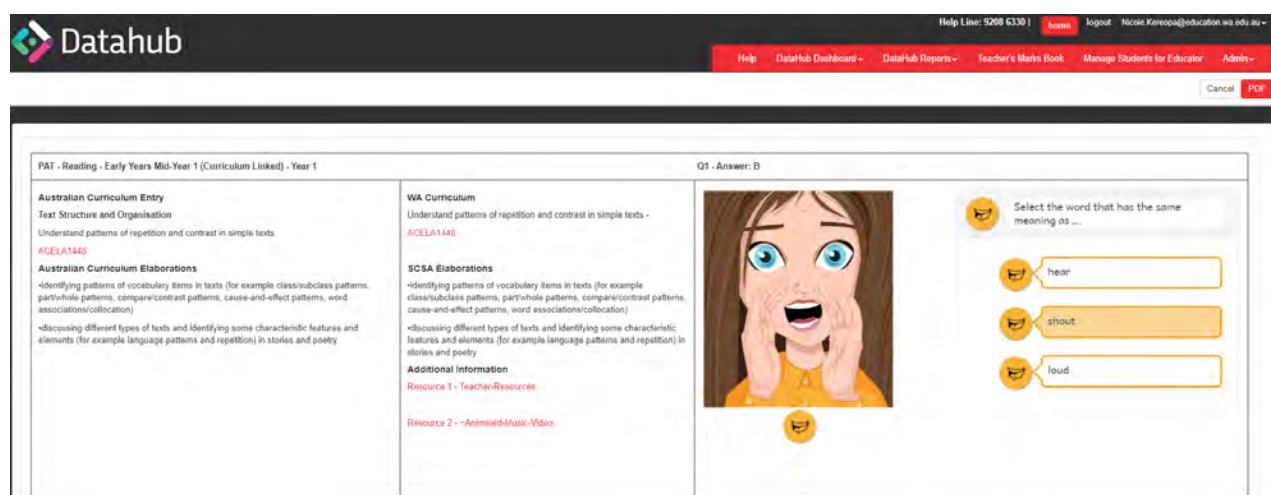 Datahub
Help Line: 9208 6330 | home logout Nicole.Kereopa@education.wa.edu.au
Help DataHub Dashboard DataHub Reports Teacher's Marks Book Manage Students for Educator Admin
Cancel PDF
PAT - Reading - Early Years Mid-Year 1 (Curriculum Linked) - Year 1
Q1 - Answer: B
Australian Curriculum Entry
Text Structure and Organisation
Understand patterns of repetition and contrast in simple texts
ACELA1448
Australian Curriculum Elaborations
•identifying patterns of vocabulary items in texts (for example class/subclass patterns,
part/whole patterns, compare/contrast patterns, cause-and-effect patterns, word
associations/collocation)
•discussing different types of texts and identifying some characteristic features and
elements (for example language patterns and repetition) in stories and poetry
WA Curriculum
Understand patterns of repetition and contrast in simple texts -
ACELA1448
SCSA Elaborations
•identifying patterns of vocabulary items in texts (for example
class/subclass patterns, part/whole patterns, compare/contrast patterns,
cause-and-effect patterns, word associations/collocation)
•discussing different types of texts and identifying some characteristic
features and elements (for example language patterns and repetition) in
stories and poetry
Additional Information
Resource 1 - Teacher-Resources
Resource 2 - ~Animated-Music-Video
Select the word that has the same
meaning as ...
hear
shout
loud